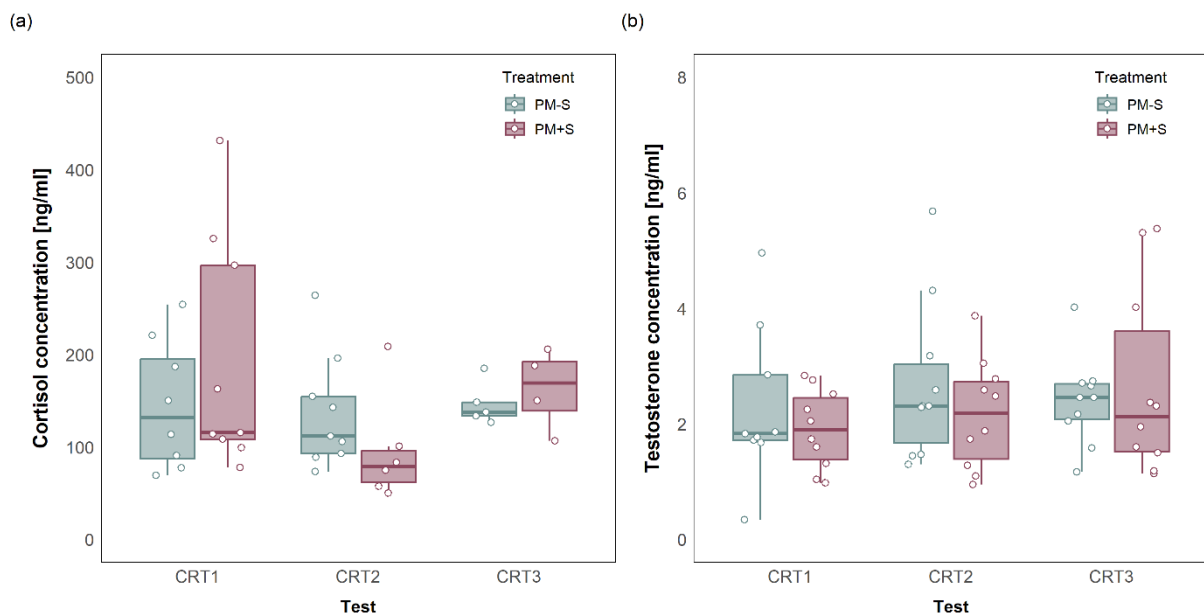 (a)
500
400
300
200
100
0
Cortisol concentration [ng/ml]
Treatment
PM-S
PM+S
CRT1 CRT2 CRT3
Test
(b)
8
6
4
2
0
Testosterone concentration [ng/ml]
Treatment
PM-S
PM+S
CRT1 CRT2 CRT3
Test